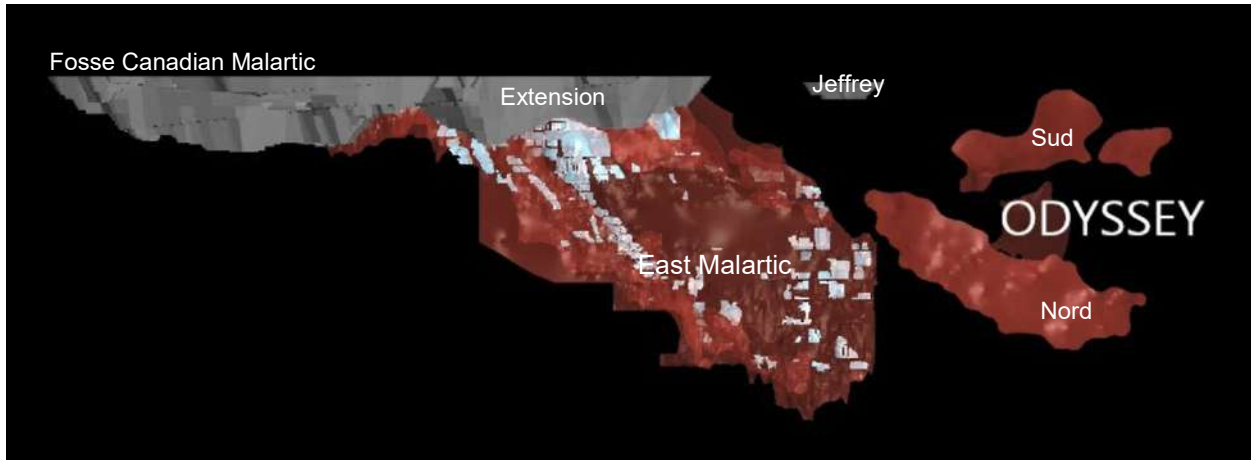 Fosse Canadian Malartic
Extension
Jeffrey
Sud
ODYSSEY
East Malartic
Nord